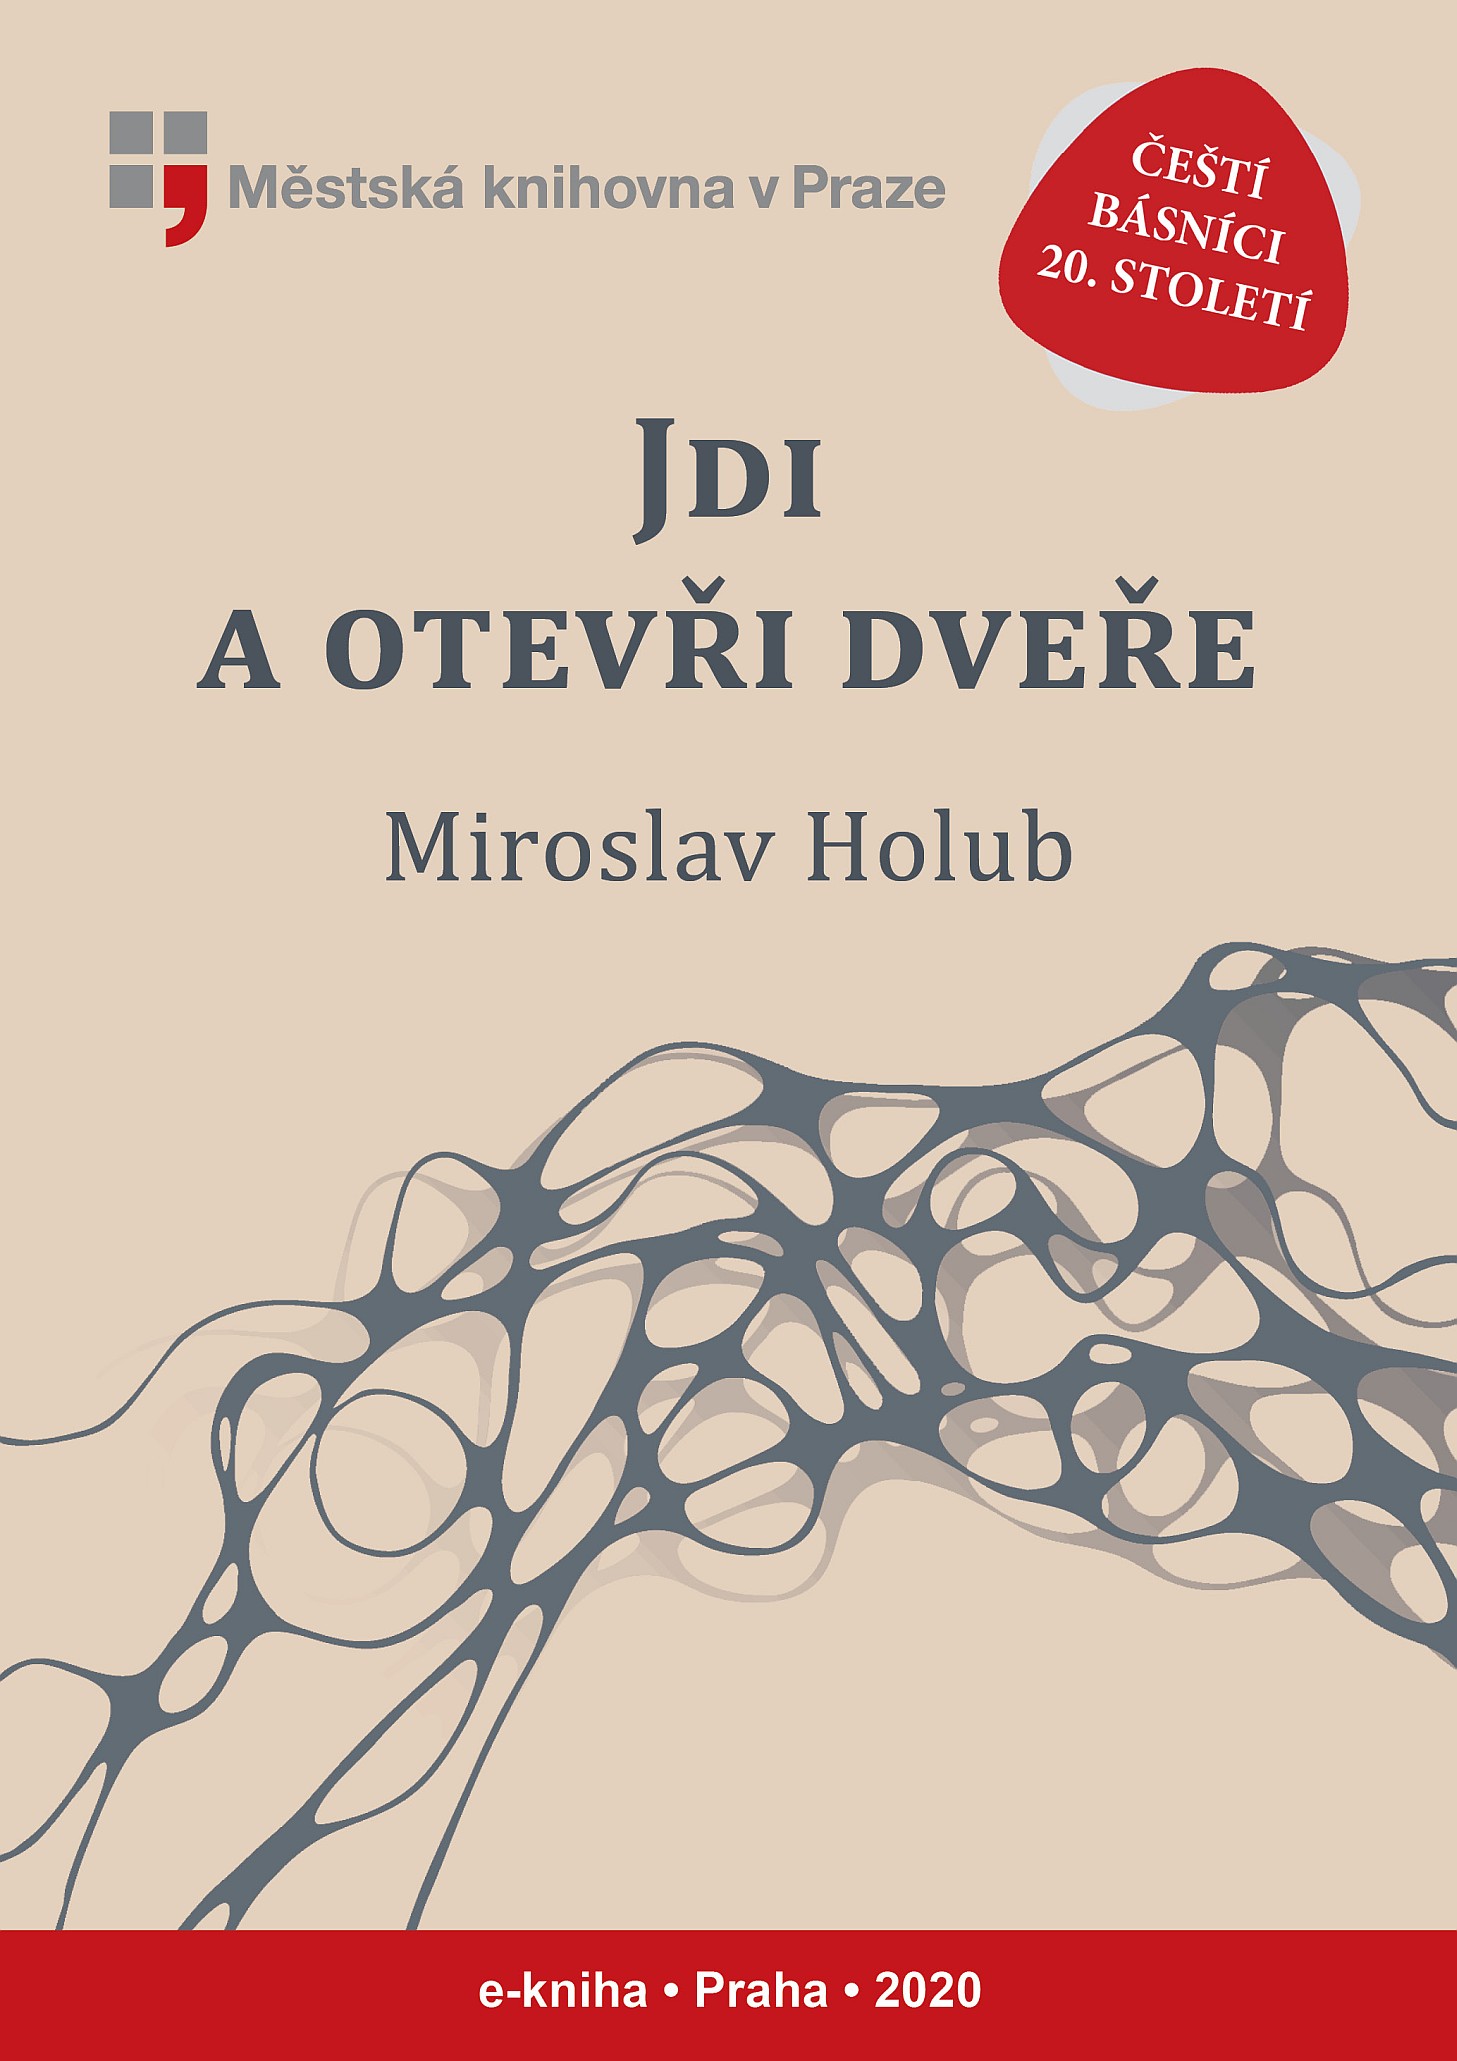 Městská knihovna v Praze
ČEŠTÍ
BÁSNÍCI
20. STOLETÍ
JDI
A OTEVŘI DVEŘE
Miroslav Holub
e-kniha • Praha • 2020